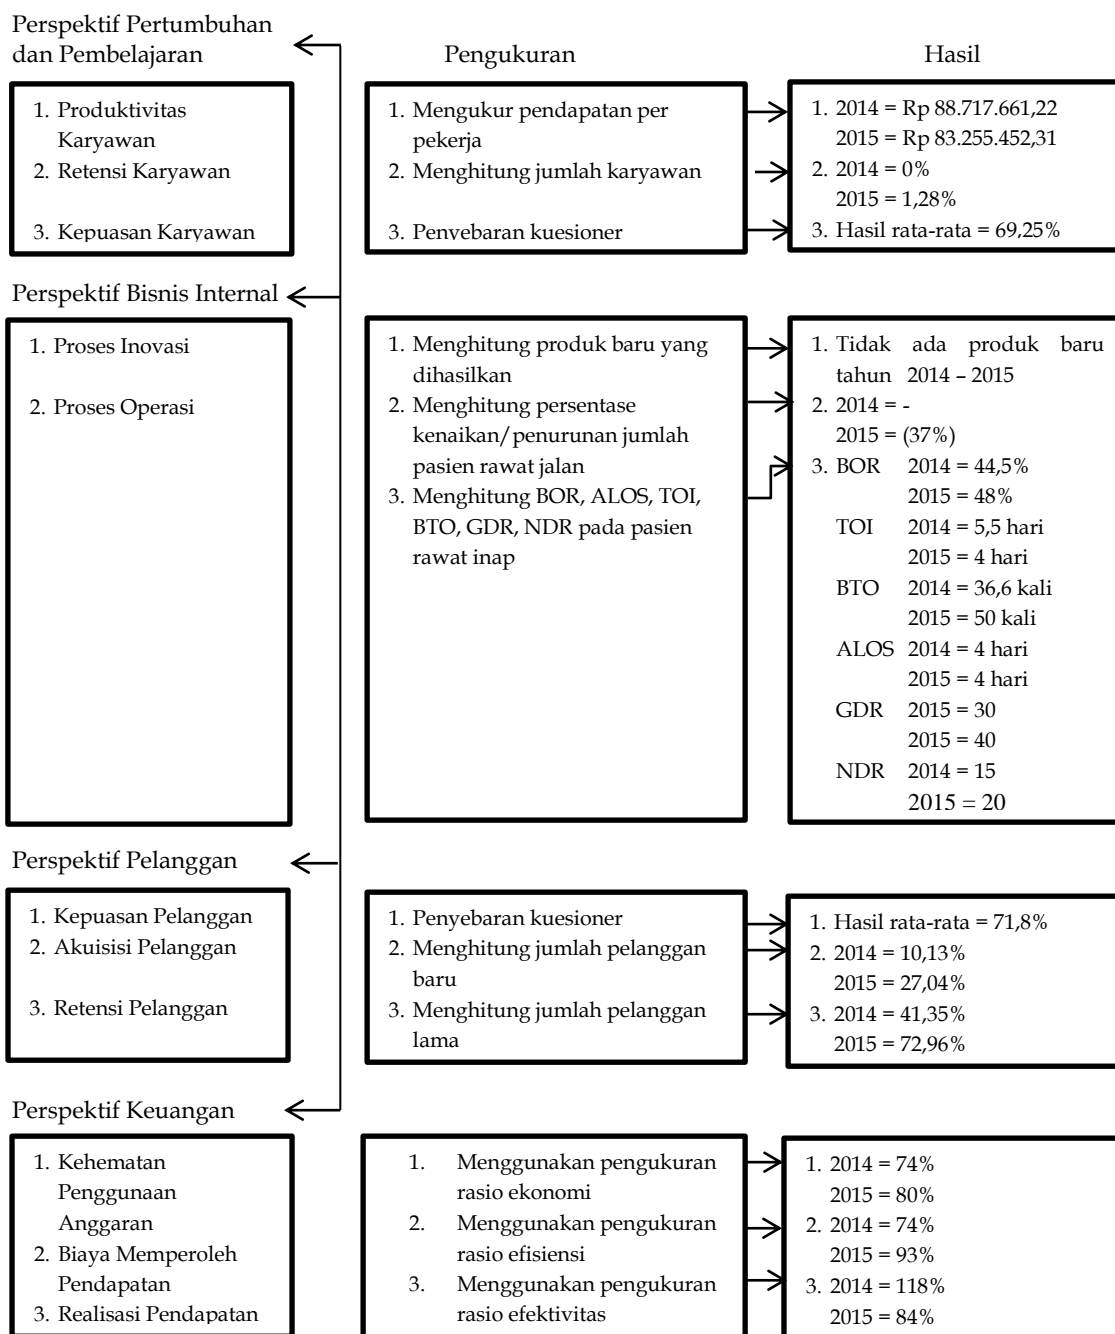 Perspektif Pertumbuhan
dan Pembelajaran
Pengukuran
Hasil
1. Produktivitas
Karyawan
2. Retensi Karyawan
3. Kepuasan Karyawan
1. Mengukur pendapatan per
pekerja
2. Menghitung jumlah karyawan
3. Penyebaran kuesioner
1. 2014 = Rp 88.717.661,22
2015 = Rp 83.255.452,31
2. 2014 = 0%
2015 = 1,28%
3. Hasil rata-rata = 69,25%
Perspektif Bisnis Internal
1. Proses Inovasi
2. Proses Operasi
1. Menghitung produk baru yang
dihasilkan
2. Menghitung persentase
kenaikan/penurunan jumlah
pasien rawat jalan
3. Menghitung BOR, ALOS, TOI,
BTO, GDR, NDR pada pasien
rawat inap
1. Tidak ada produk baru
tahun 2014 – 2015
2. 2014 = -
2015 = (37%)
3. BOR 2014 = 44,5%
2015 = 48%
TOI 2014 = 5,5 hari
2015 = 4 hari
BTO 2014 = 36,6 kali
2015 = 50 kali
ALOS 2014 = 4 hari
2015 = 4 hari
GDR 2015 = 30
2015 = 40
NDR 2014 = 15
2015 = 20
Perspektif Pelanggan
1. Kepuasan Pelanggan
2. Akuisisi Pelanggan
3. Retensi Pelanggan
1. Penyebaran kuesioner
2. Menghitung jumlah pelanggan
baru
3. Menghitung jumlah pelanggan
lama
1. Hasil rata-rata = 71,8%
2. 2014 = 10,13%
2015 = 27,04%
3. 2014 = 41,35%
2015 = 72,96%
Perspektif Keuangan
1. Kehematan
Penggunaan
Anggaran
2. Biaya Memperoleh
Pendapatan
3. Realisasi Pendapatan
1. Menggunakan pengukuran
rasio ekonomi
2. Menggunakan pengukuran
rasio efisiensi
3. Menggunakan pengukuran
rasio efektivitas
1. 2014 = 74%
2015 = 80%
2. 2014 = 74%
2015 = 93%
3. 2014 = 118%
2015 = 84%